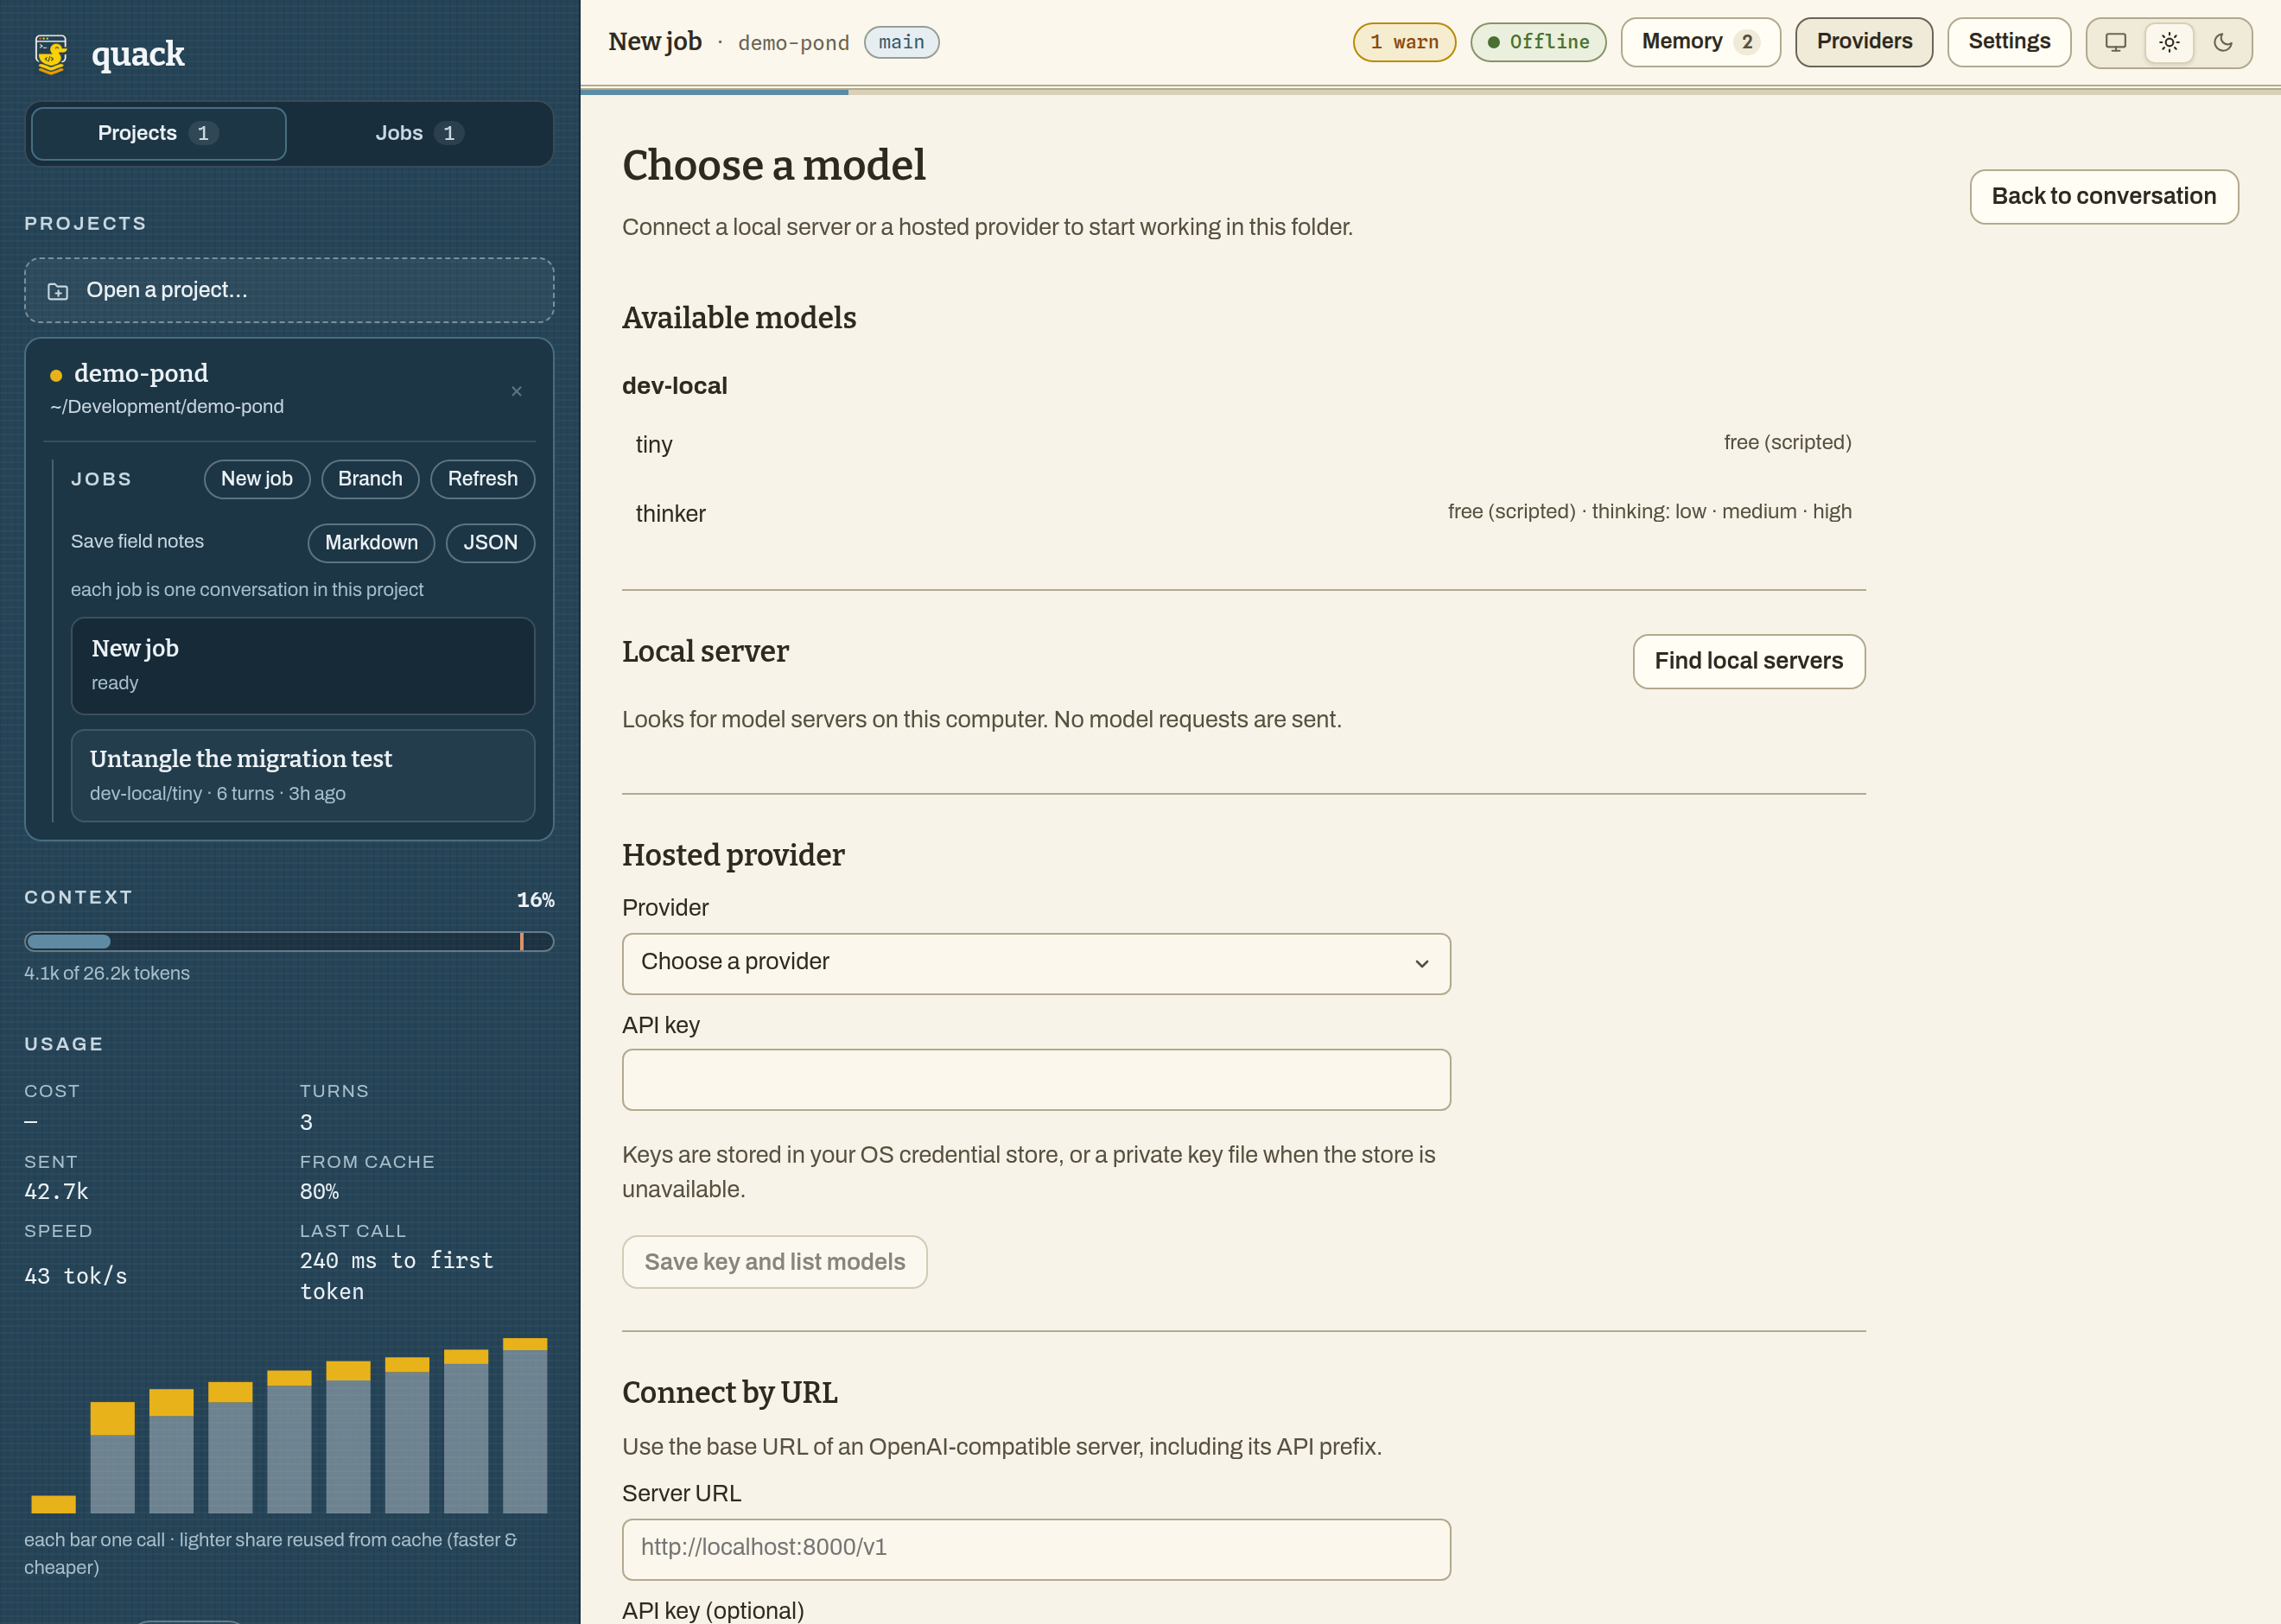 quack
Projects 1
Jobs 1
PROJECTS
Open a project...
demo-pond
~/Development/demo-pond
×
JOBS
New job
Branch
Refresh
Save field notes
Markdown
JSON
each job is one conversation in this project
New job
ready
Untangle the migration test
dev-local/tiny · 6 turns · 3h ago
CONTEXT
16%
4.1k of 26.2k tokens
USAGE
COST
—
TURNS
3
SENT
42.7k
FROM CACHE
80%
SPEED
43 tok/s
LAST CALL
240 ms to first
token
each bar one call · lighter share reused from cache (faster &
cheaper)
New job · demo-pond main
1 warn
Offline
Memory 2
Providers
Settings
Choose a model
Back to conversation
Connect a local server or a hosted provider to start working in this folder.
Available models
dev-local
tiny
free (scripted)
thinker
free (scripted) · thinking: low · medium · high
Local server
Find local servers
Looks for model servers on this computer. No model requests are sent.
Hosted provider
Provider
Choose a provider
API key
Keys are stored in your OS credential store, or a private key file when the store is
unavailable.
Save key and list models
Connect by URL
Use the base URL of an OpenAI-compatible server, including its API prefix.
Server URL
http://localhost:8000/v1
API key (optional)